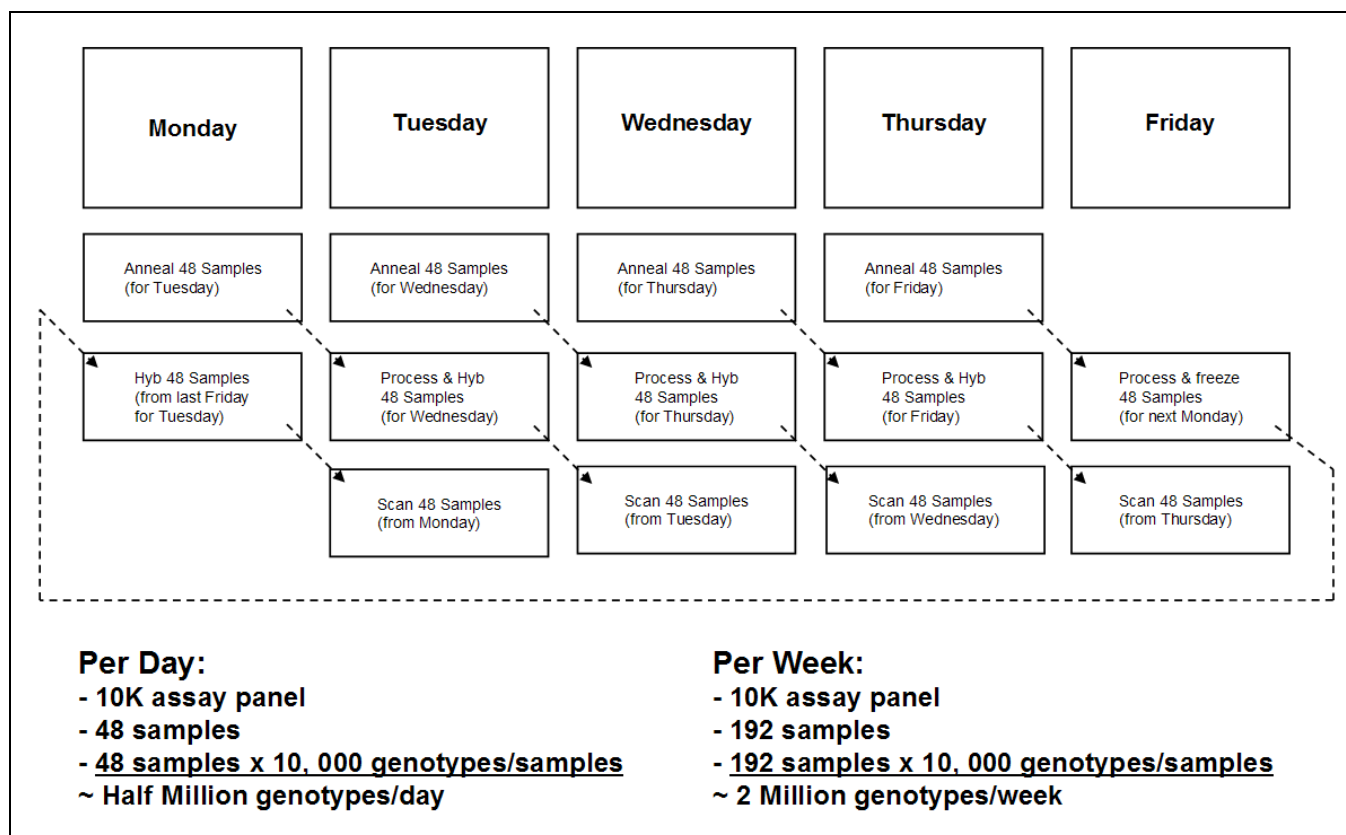 Monday
Tuesday
Wednesday
Thursday
Friday
Anneal 48 Samples
(for Tuesday)
Anneal 48 Samples
(for Wednesday)
Anneal 48 Samples
(for Thursday)
Anneal 48 Samples
(for Friday)
Hyb 48 Samples
(from last Friday
for Tuesday)
Process & Hyb
48 Samples
(for Wednesday)
Process & Hyb
48 Samples
(for Thursday)
Process & Hyb
48 Samples
(for Friday)
Process & freeze
48 Samples
(for next Monday)
Scan 48 Samples
(from Monday)
Scan 48 Samples
(from Tuesday)
Scan 48 Samples
(from Wednesday)
Scan 48 Samples
(from Thursday)
Per Day:
- 10K assay panel
- 48 samples
- 48 samples x 10, 000 genotypes/samples
~ Half Million genotypes/day
Per Week:
- 10K assay panel
- 192 samples
- 192 samples x 10, 000 genotypes/samples
~ 2 Million genotypes/week